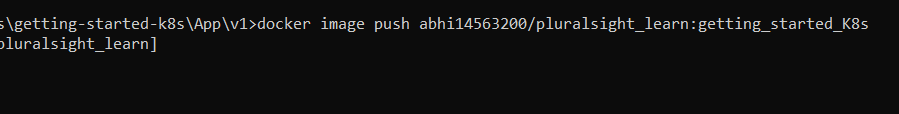 s\getting-started-k8s\App\v1>docker image push abhi14563200/pluralsight_learn:getting_started_K8s
pluralsight_learn]